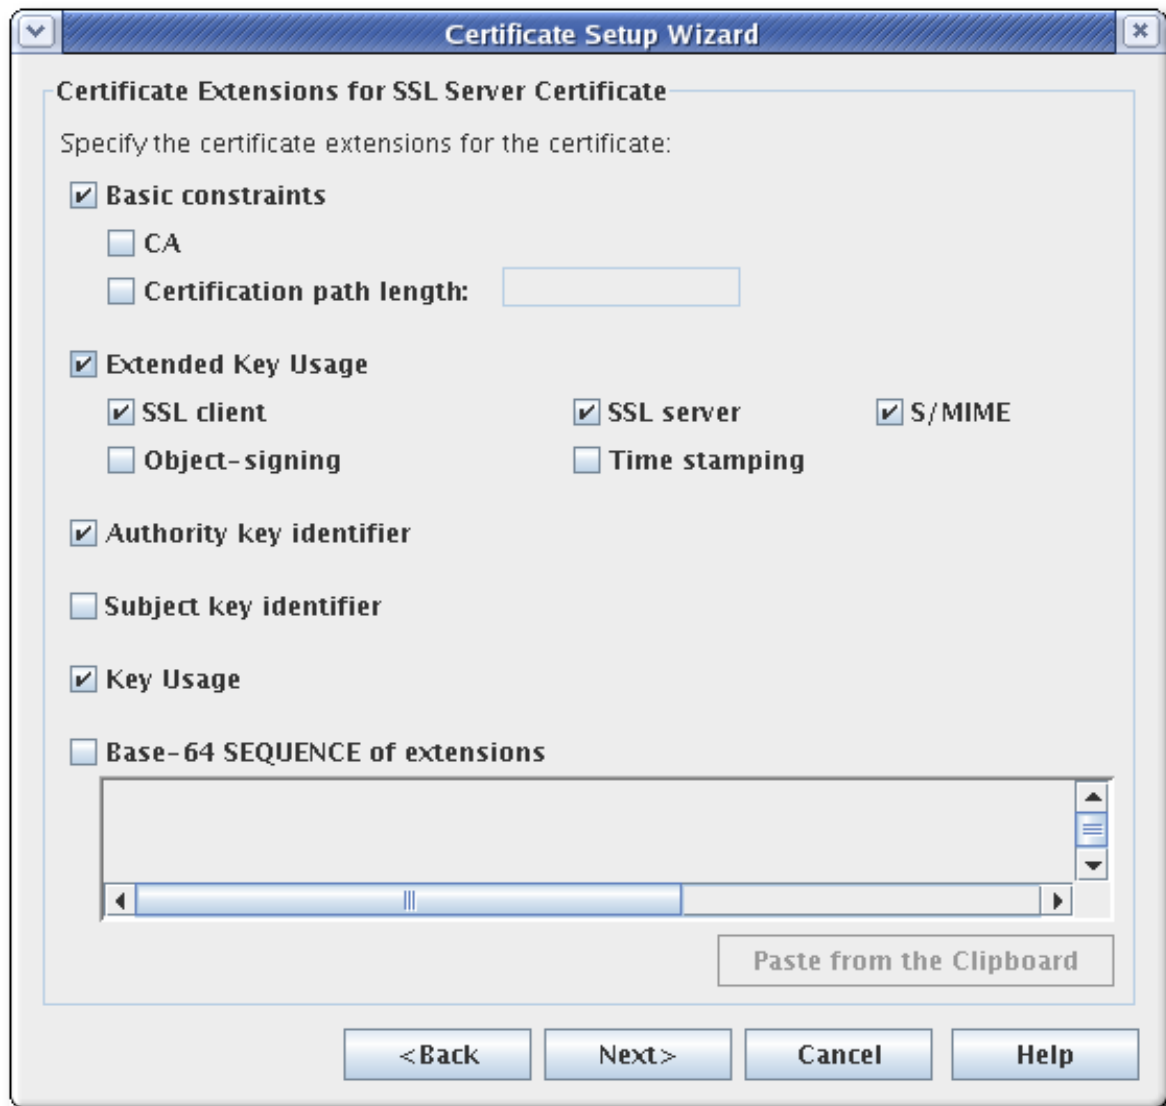 Certificate Setup Wizard
Certificate Extensions for SSL Server Certificate
Specify the certificate extensions for the certificate:
Basic constraints
CA
Certification path length:
Extended Key Usage
SSL client SSL server S/MIME
Object-signing Time stamping
Authority key identifier
Subject key identifier
Key Usage
Base-64 SEQUENCE of extensions
Paste from the Clipboard
<Back Next> Cancel Help